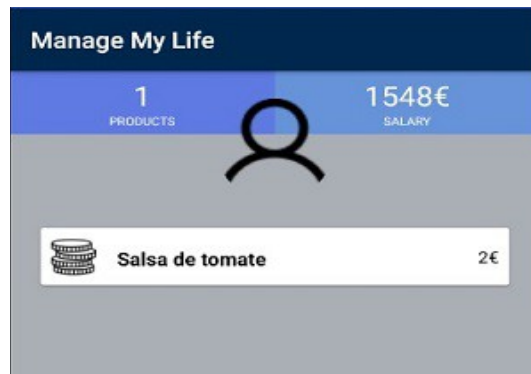 Manage My Life
1
PRODUCTS
1548€
SALARY
Salsa de tomate
2€